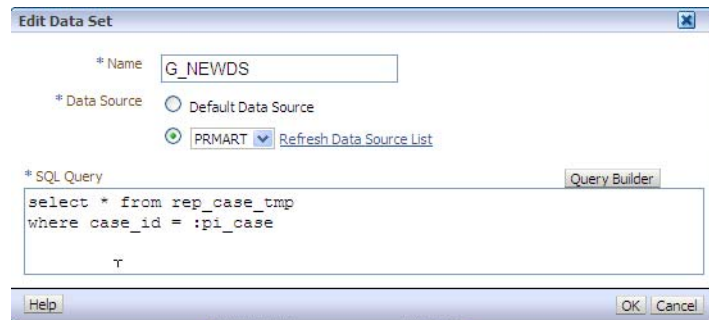 Edit Data Set
* Name G_NEWDS
* Data Source Default Data Source
PRMART Refresh Data Source List
* SQL Query Query Builder
select * from rep_case_tmp
where case_id = :pi_case
Help OK Cancel